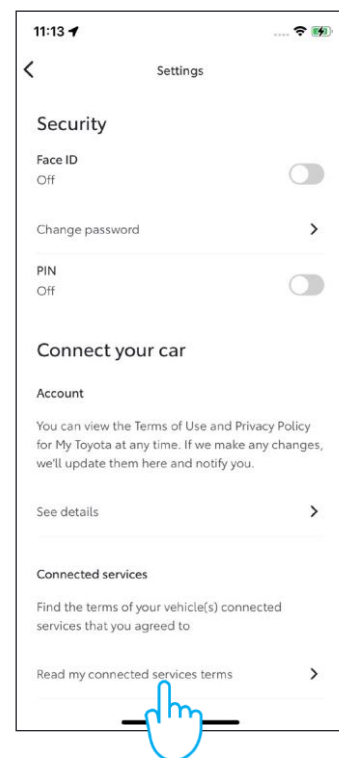 11:13
Settings
Security
Face ID
Off
Change password
PIN
Off
Connect your car
Account
You can view the Terms of Use and Privacy Policy
for My Toyota at any time. If we make any changes,
we'll update them here and notify you.
See details
Connected services
Find the terms of your vehicle(s) connected
services that you agreed to
Read my connected services terms